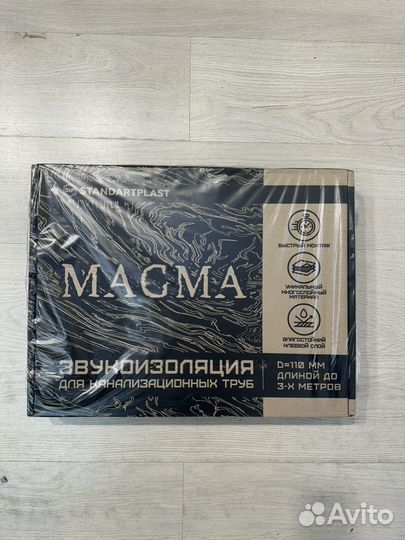 StP STANDARTPLAST
MAGMA
БЫСТРЫЙ МОНТАЖ
УНИКАЛЬНЫЙ
МНОГОСЛОЙНЫЙ
МАТЕРИАЛ
ВЛАГОСТОЙКИЙ
КЛЕЕВОЙ СЛОЙ
ЗВУКОИЗОЛЯЦИЯ
ДЛЯ КАНАЛИЗАЦИОННЫХ ТРУБ
D=110 ММ
ДЛИНОЙ ДО
3-Х МЕТРОВ
Avito